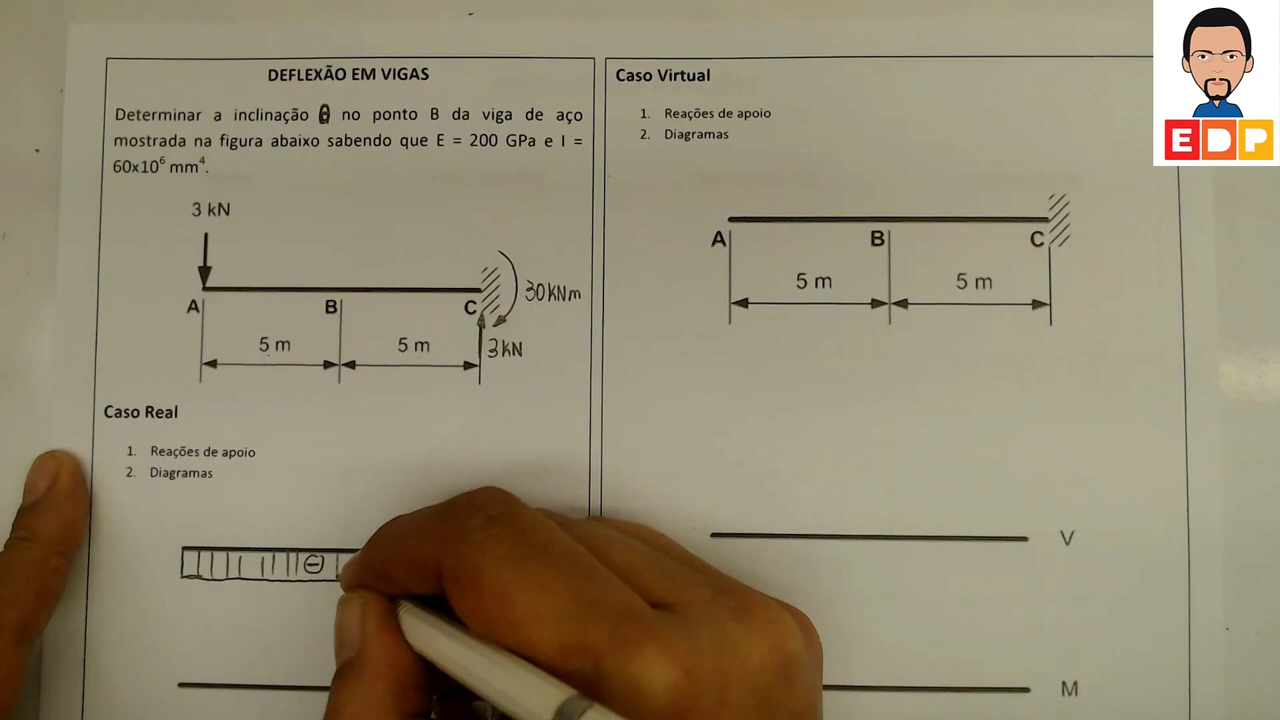 DEFLEXÃO EM VIGAS
Determinar a inclinação θ no ponto B da viga de aço
mostrada na figura abaixo sabendo que E = 200 GPa e I =
60x10⁶ mm⁴.
3 kN
A
B
C
30 kNm
5 m
5 m
3 kN
Caso Real
1. Reações de apoio
2. Diagramas
⊖
Caso Virtual
1. Reações de apoio
2. Diagramas
A
B
C
5 m
5 m
V
M
EDP